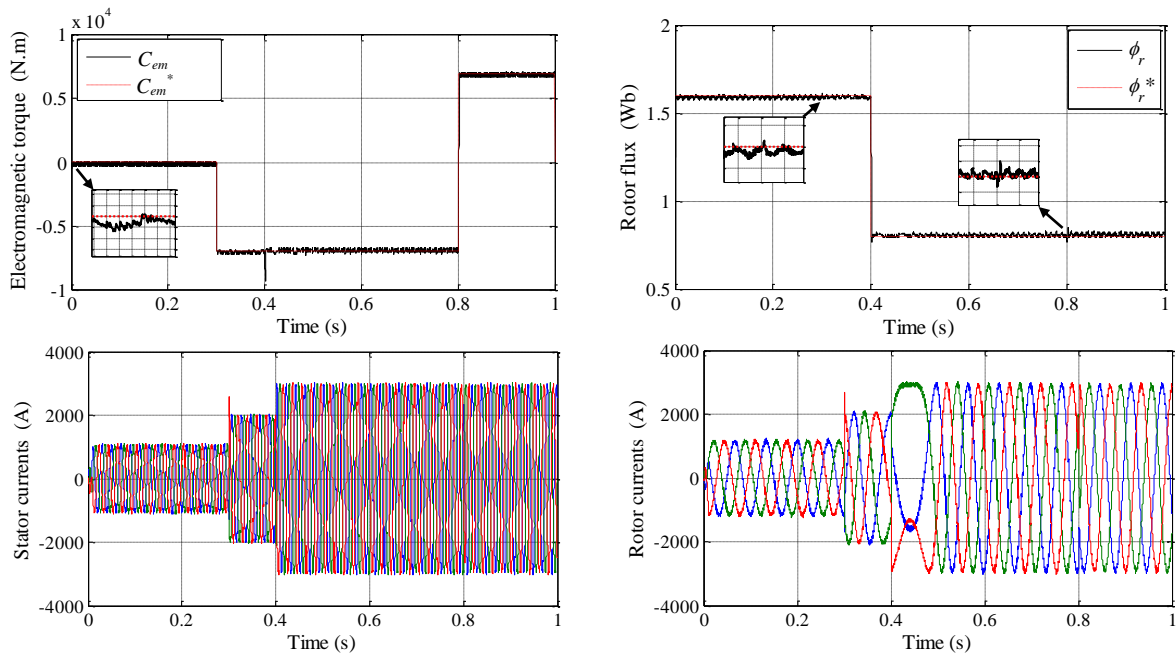 x 10^4
1
0.5
0
-0.5
-1
Electromagnetic torque (N.m)
C_em
C_em*
0 0.2 0.4 0.6 0.8 1
Time (s)
2
1.5
1
0.5
Rotor flux (Wb)
ϕ_r
ϕ_r*
0 0.2 0.4 0.6 0.8 1
Time (s)
4000
2000
0
-2000
-4000
Stator currents (A)
0 0.2 0.4 0.6 0.8 1
Time (s)
4000
2000
0
-2000
-4000
Rotor currents (A)
0 0.2 0.4 0.6 0.8 1
Time (s)